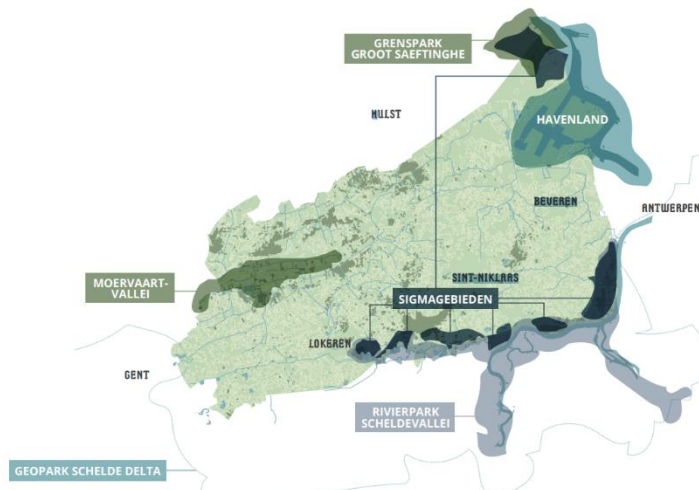 GRENSPARK
GROOT SAEFTINGHE
HULST
HAVENLAND
BEVEREN
ANTWERPEN
MOERVAART-
VALLEI
SINT-NIKLAAS
SIGMAGEBIEDEN
LOKEREN
GENT
RIVIERPARK
SCHELDEVALLEI
GEOPARK SCHELDE DELTA